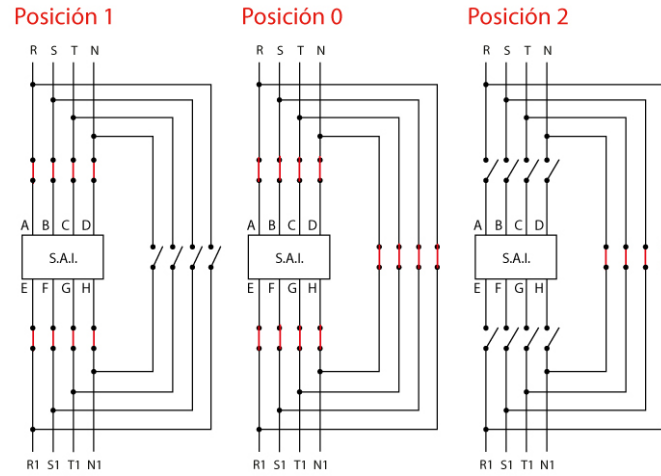 Posición 1
R S T N
A B C D
S.A.I.
E F G H
R1 S1 T1 N1
Posición 0
R S T N
A B C D
S.A.I.
E F G H
R1 S1 T1 N1
Posición 2
R S T N
A B C D
S.A.I.
E F G H
R1 S1 T1 N1